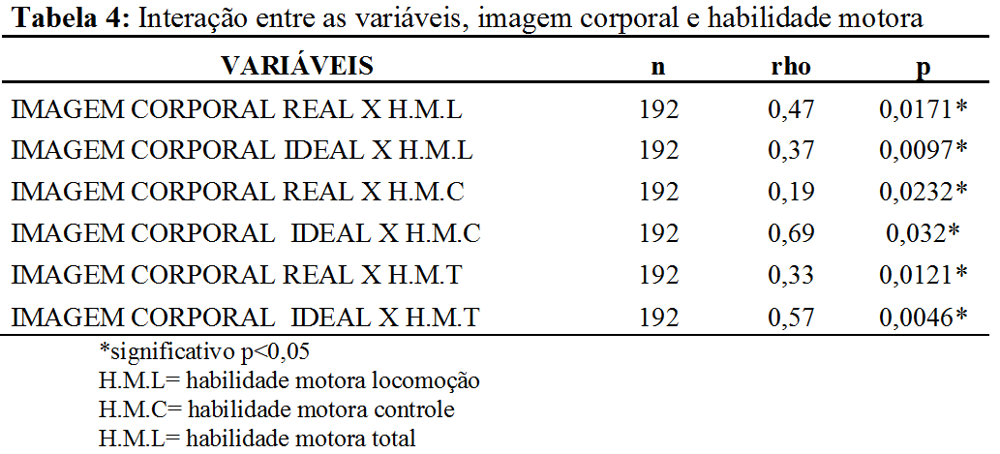 Tabela 4: Interação entre as variáveis, imagem corporal e habilidade motora
VARIÁVEIS n rho p
IMAGEM CORPORAL REAL X H.M.L 192 0,47 0,0171*
IMAGEM CORPORAL IDEAL X H.M.L 192 0,37 0,0097*
IMAGEM CORPORAL REAL X H.M.C 192 0,19 0,0232*
IMAGEM CORPORAL IDEAL X H.M.C 192 0,69 0,032*
IMAGEM CORPORAL REAL X H.M.T 192 0,33 0,0121*
IMAGEM CORPORAL IDEAL X H.M.T 192 0,57 0,0046*
*significativo p<0,05
H.M.L= habilidade motora locomoção
H.M.C= habilidade motora controle
H.M.L= habilidade motora total